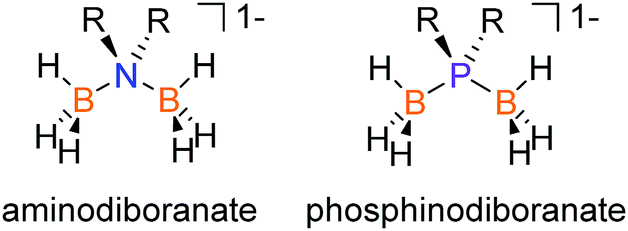 R R 1- R R 1-
H N H H P H
B B B B
H H H H
H H H H
aminodiboranate phosphinodiboranate